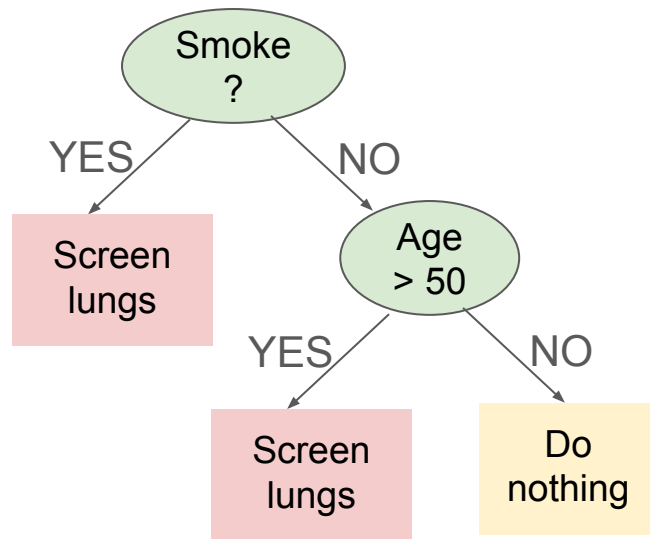 Smoke
?
YES
NO
Screen
lungs
Age
> 50
YES
NO
Screen
lungs
Do
nothing